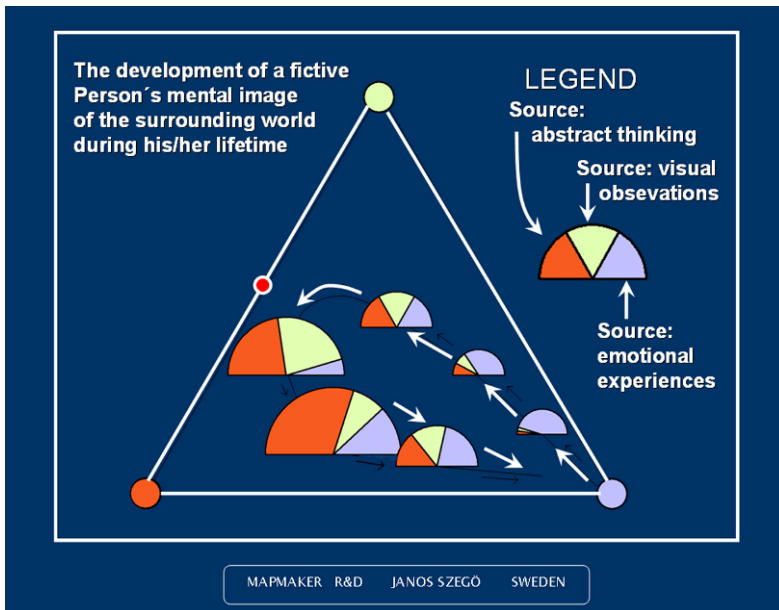 The development of a fictive
Person´s mental image
of the surrounding world
during his/her lifetime
LEGEND
Source:
abstract thinking
Source: visual
obsevations
Source:
emotional
experiences
MAPMAKER R&D JANOS SZEGÖ SWEDEN